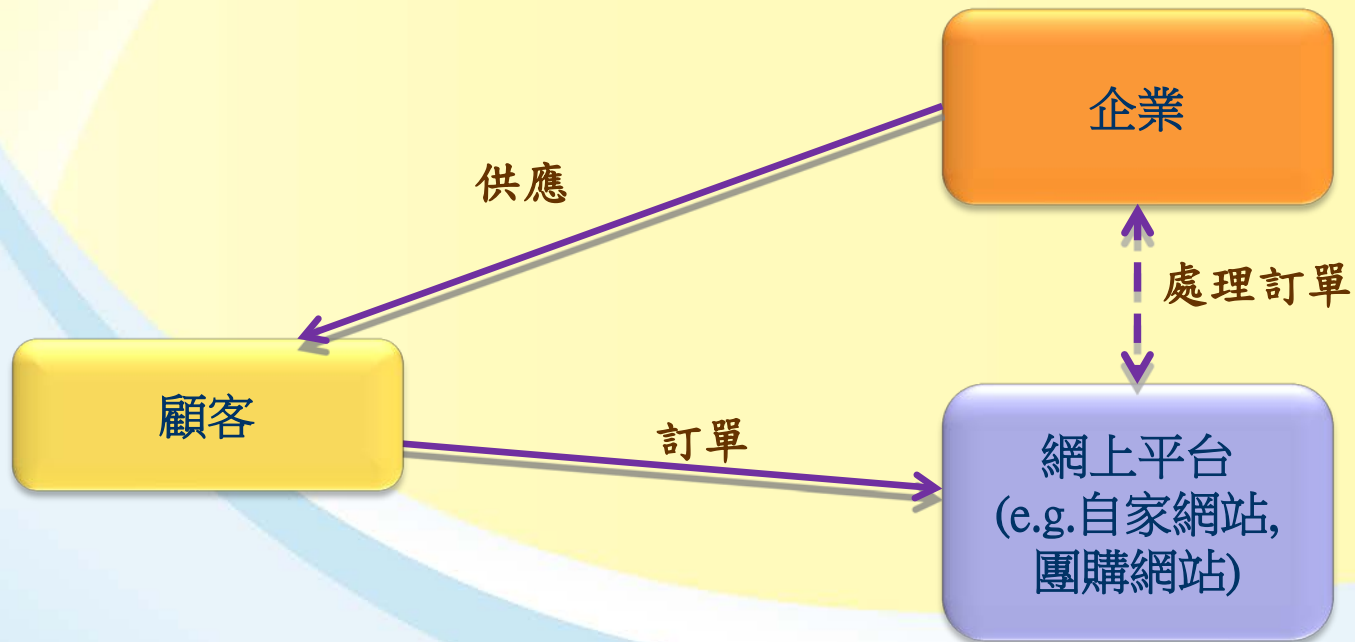 企業
供應
處理訂單
顧客
訂單
網上平台
(e.g.自家網站,
團購網站)